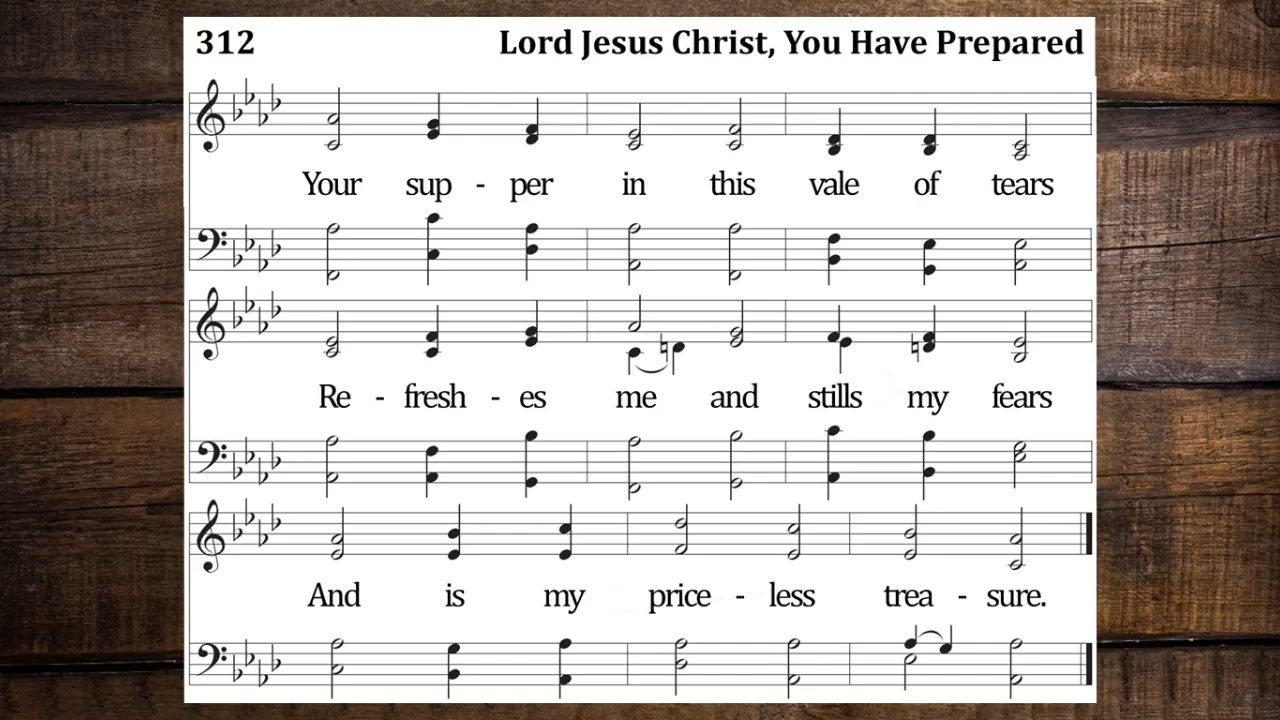 312 Lord Jesus Christ, You Have Prepared
Your sup - per in this vale of tears
Re - fresh - es me and stills my fears
And is my price - less trea - sure.